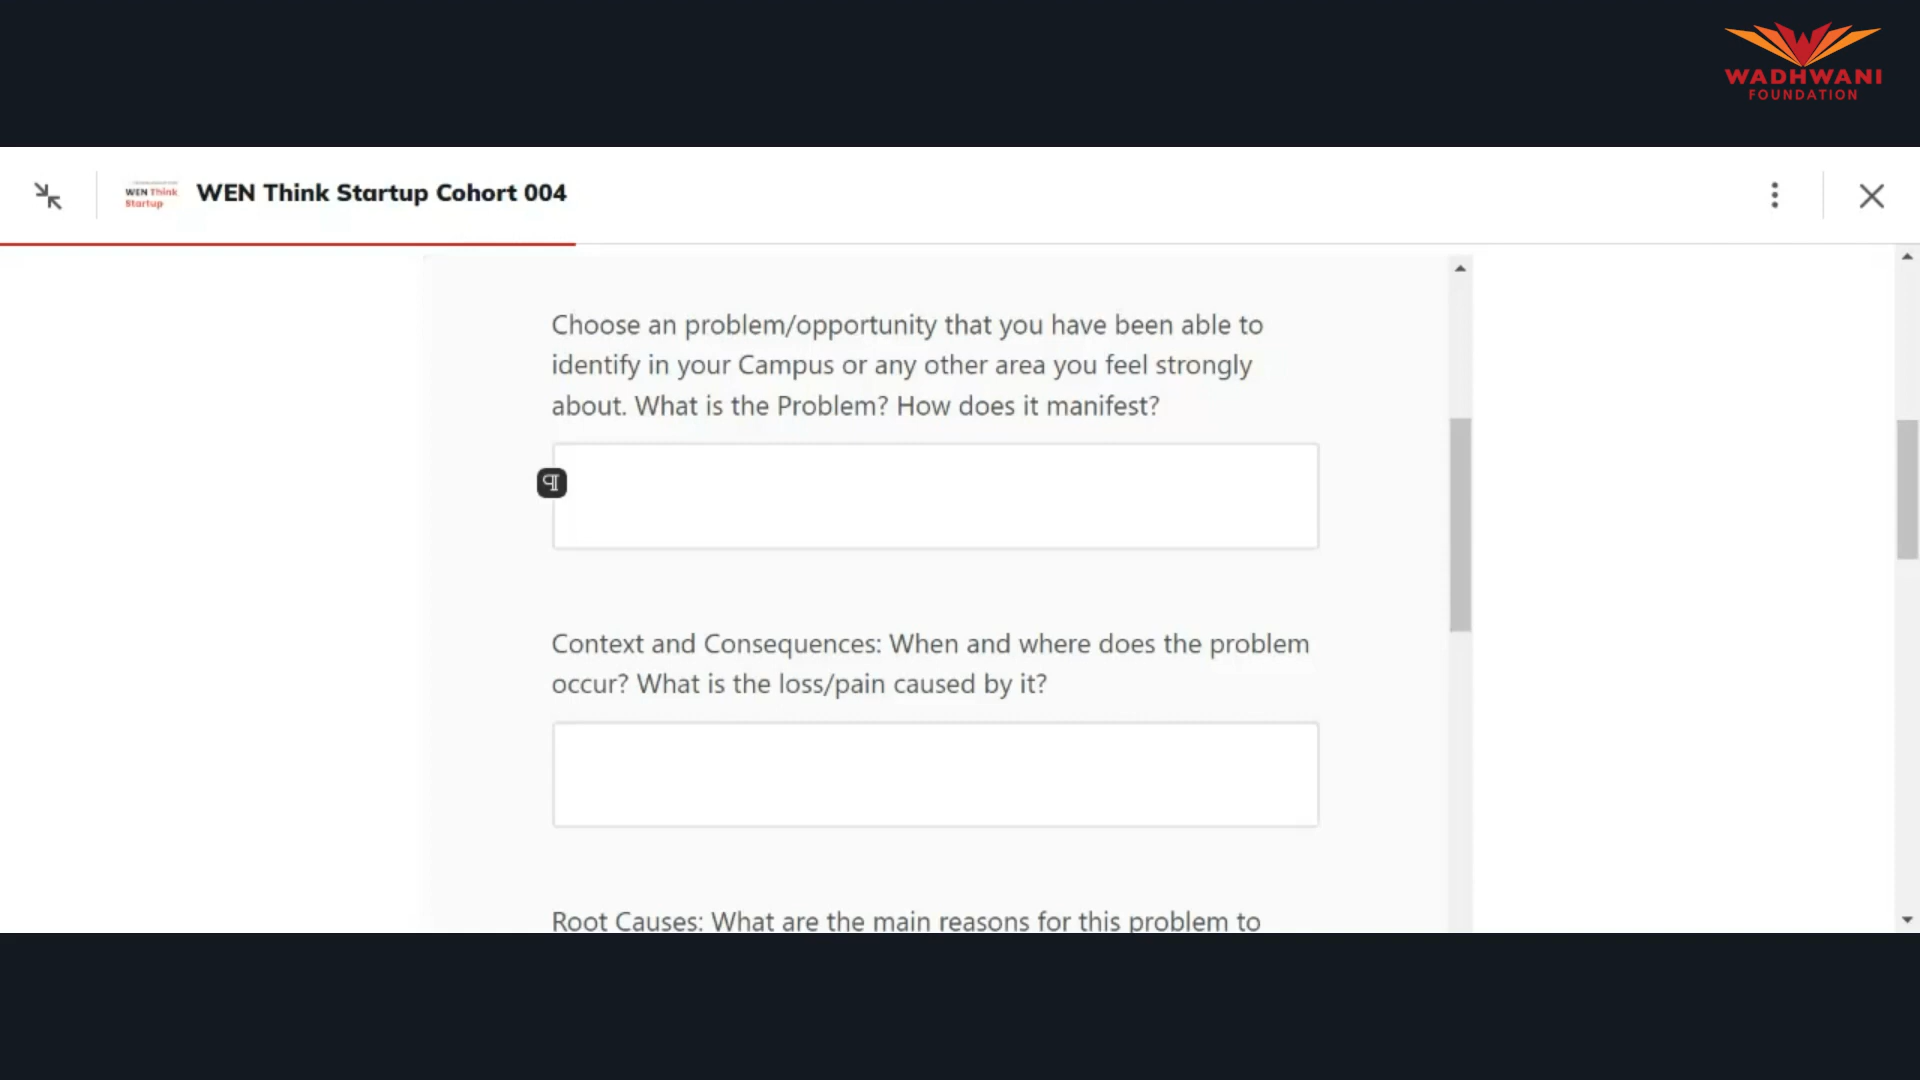 WADHWANI
FOUNDATION
WEN Think
Startup
WEN Think Startup Cohort 004
Choose an problem/opportunity that you have been able to
identify in your Campus or any other area you feel strongly
about. What is the Problem? How does it manifest?
Context and Consequences: When and where does the problem
occur? What is the loss/pain caused by it?
Root Causes: What are the main reasons for this problem to